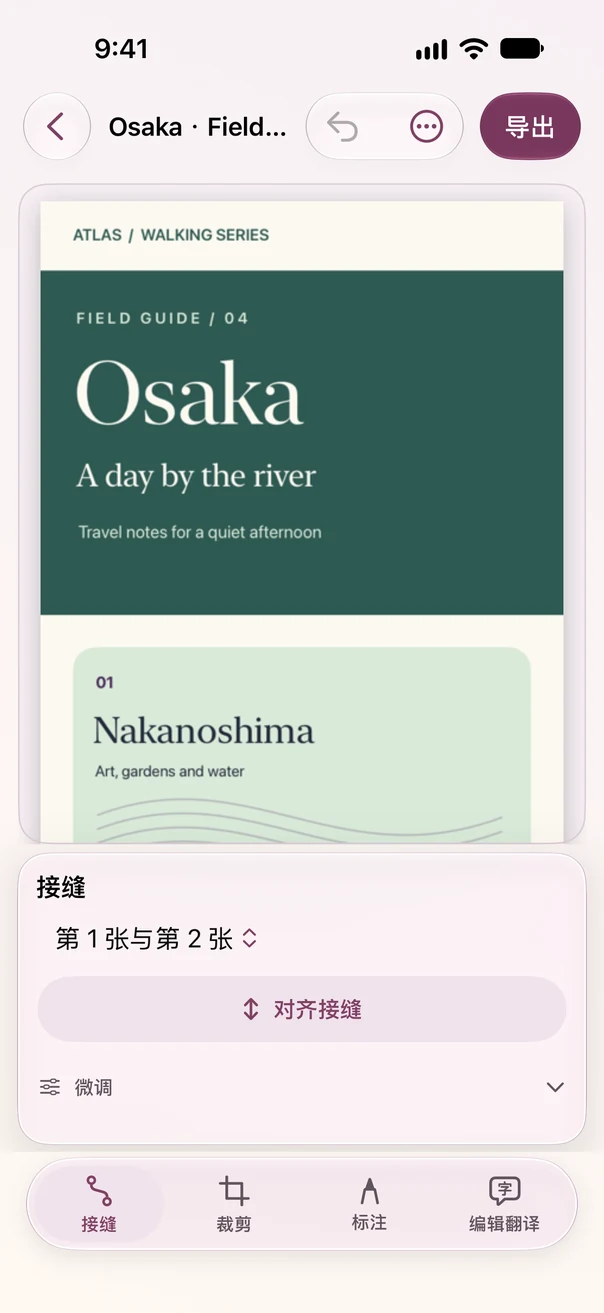 9:41
Osaka · Field...
导出
ATLAS / WALKING SERIES
FIELD GUIDE / 04
Osaka
A day by the river
Travel notes for a quiet afternoon
01
Nakanoshima
Art, gardens and water
接缝
第 1 张与第 2 张
对齐接缝
微调
接缝
裁剪
标注
字
编辑翻译